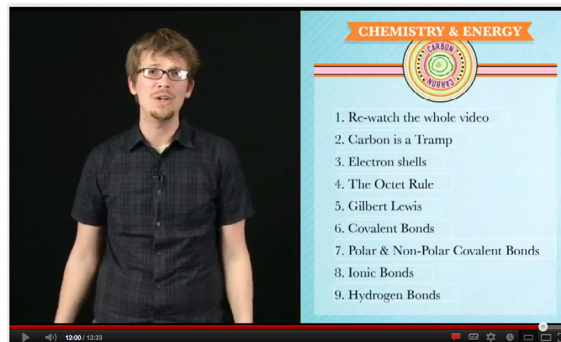 CHEMISTRY & ENERGY
CARBON
CARBON
1. Re-watch the whole video
2. Carbon is a Tramp
3. Electron shells
4. The Octet Rule
5. Gilbert Lewis
6. Covalent Bonds
7. Polar & Non-Polar Covalent Bonds
8. Ionic Bonds
9. Hydrogen Bonds
12:00 / 12:33